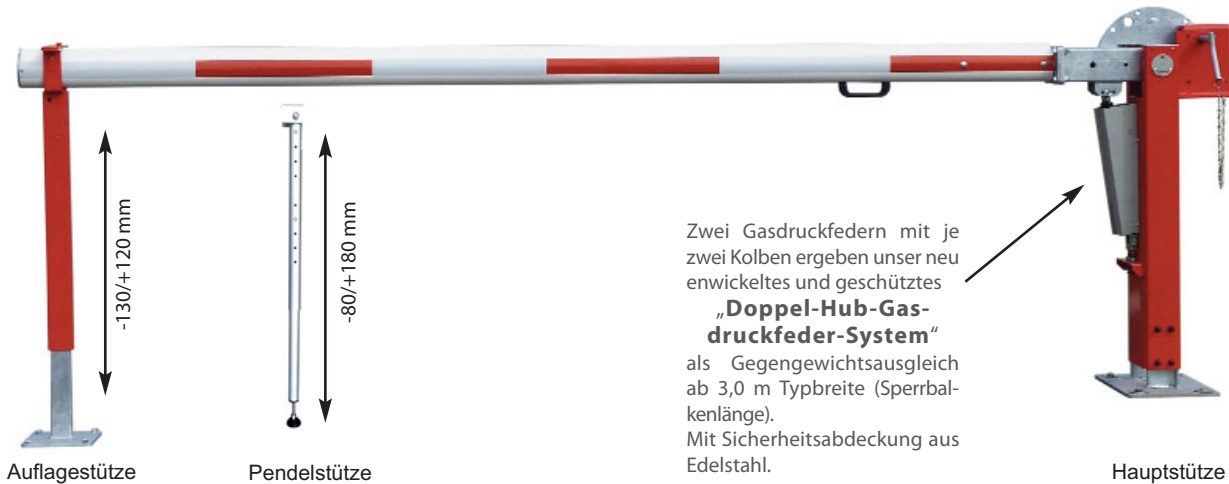 -130/+120 mm
-80/+180 mm
Zwei Gasdruckfedern mit je
zwei Kolben ergeben unser neu
enwickeltes und geschütztes
„Doppel-Hub-Gas-
druckfeder-System“
als Gegengewichtsausgleich
ab 3,0 m Typbreite (Sperrbal-
kenlänge).
Mit Sicherheitsabdeckung aus
Edelstahl.
Auflagestütze
Pendelstütze
Hauptstütze